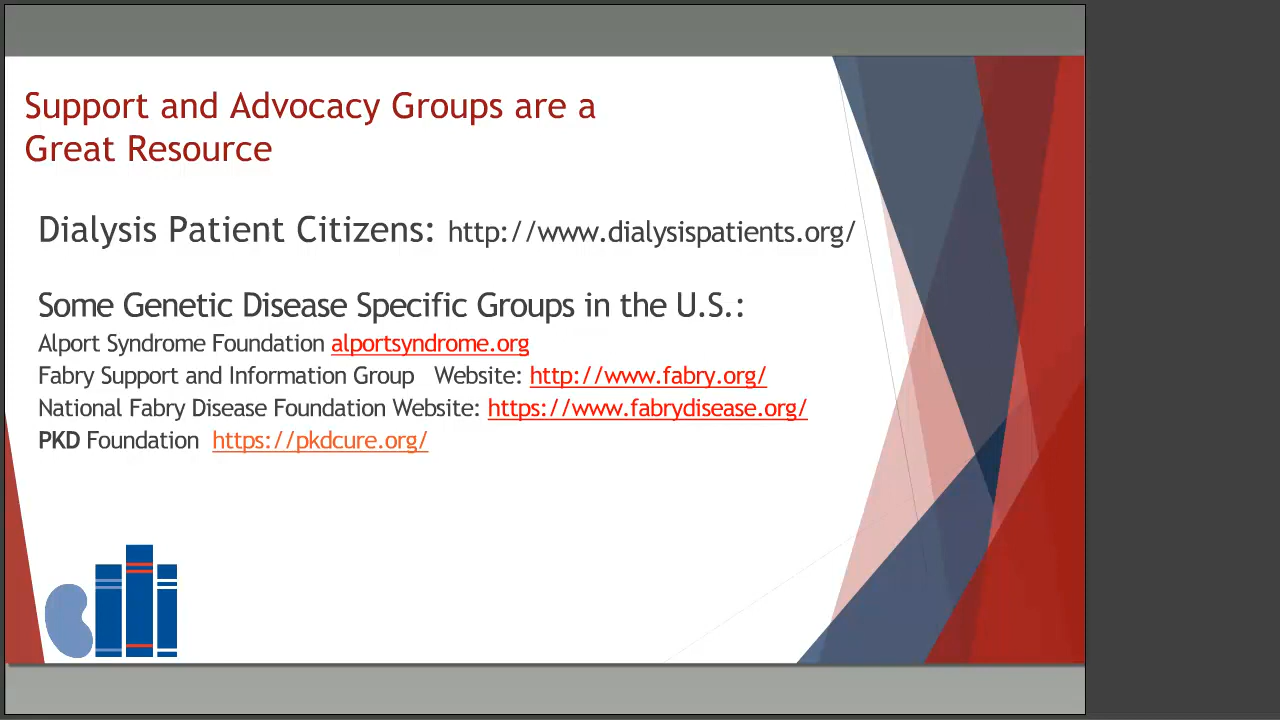 Support and Advocacy Groups are a
Great Resource
Dialysis Patient Citizens: http://www.dialysispatients.org/
Some Genetic Disease Specific Groups in the U.S.:
Alport Syndrome Foundation alportsyndrome.org
Fabry Support and Information Group Website: http://www.fabry.org/
National Fabry Disease Foundation Website: https://www.fabrydisease.org/
PKD Foundation https://pkdcure.org/